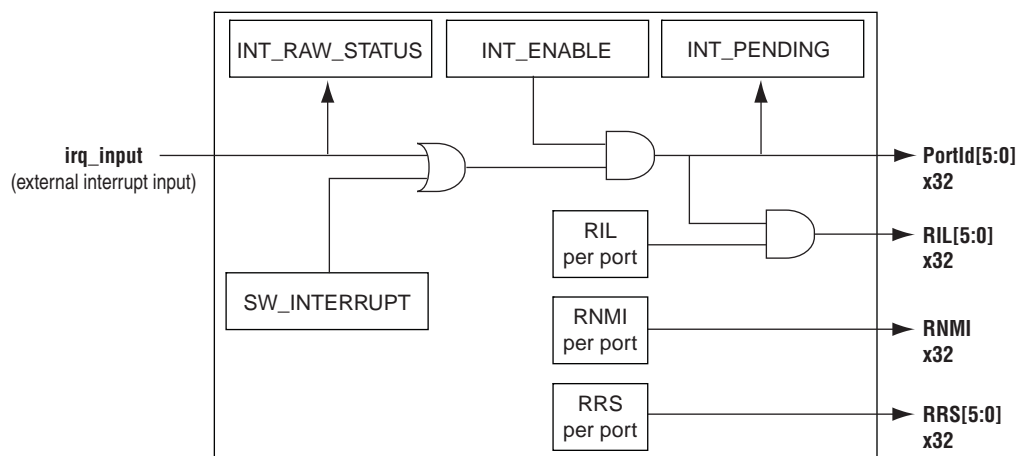 INT_RAW_STATUS
INT_ENABLE
INT_PENDING
irq_input
(external interrupt input)
PortId[5:0]
x32
RIL
per port
RIL[5:0]
x32
SW_INTERRUPT
RNMI
per port
RNMI
x32
RRS
per port
RRS[5:0]
x32